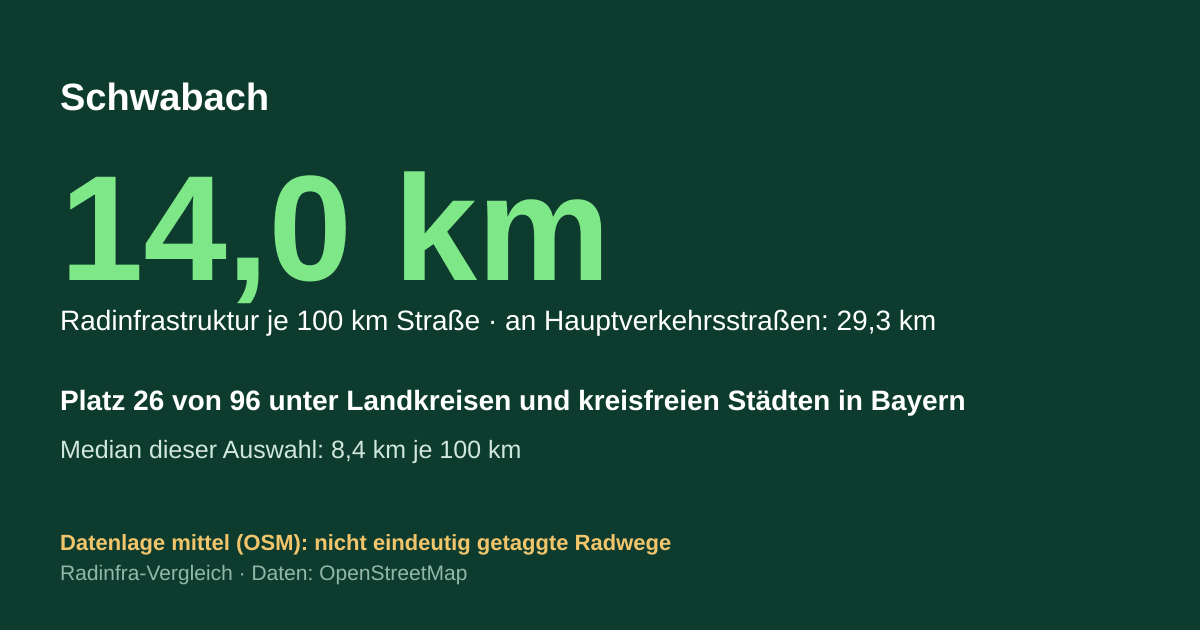 Schwabach
14,0 km
Radinfrastruktur je 100 km Straße · an Hauptverkehrsstraßen: 29,3 km
Platz 26 von 96 unter Landkreisen und kreisfreien Städten in Bayern
Median dieser Auswahl: 8,4 km je 100 km
Datenlage mittel (OSM): nicht eindeutig getaggte Radwege
Radinfra-Vergleich · Daten: OpenStreetMap